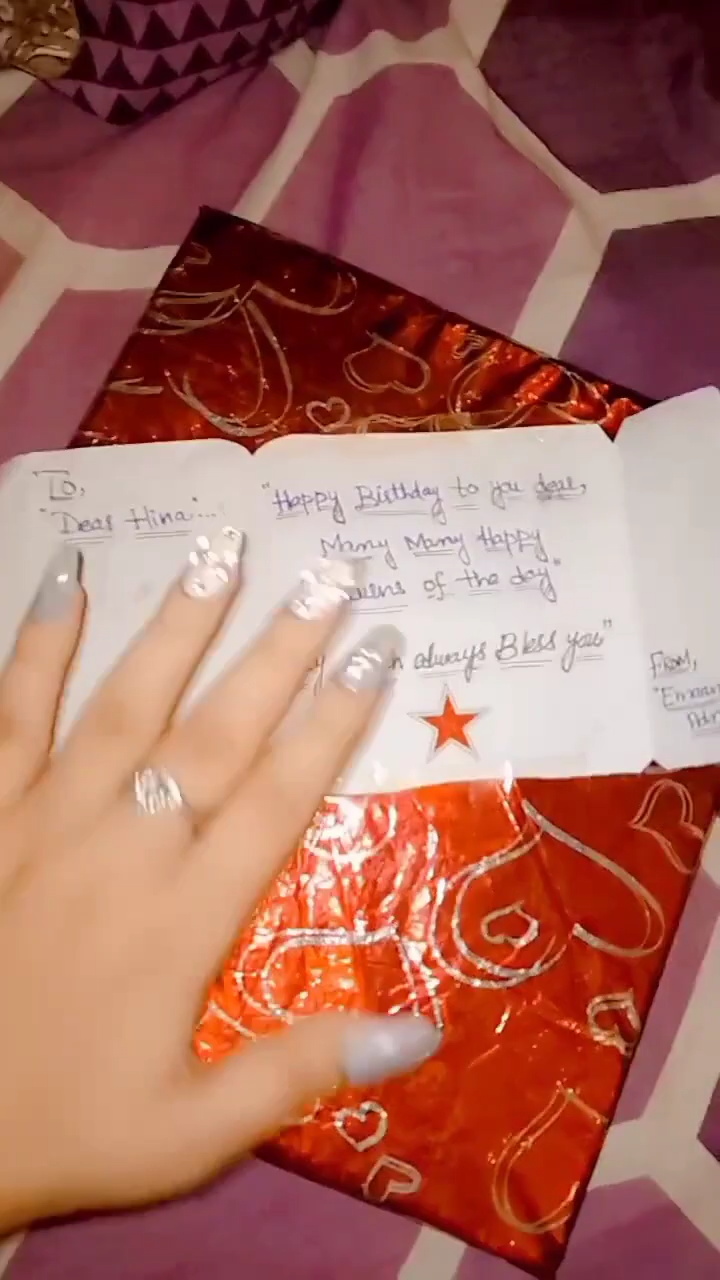 To,
"Dear Hina"...
"Happy Birthday to you dear,
Many Many Happy
of the day"
always Bless you"
From,